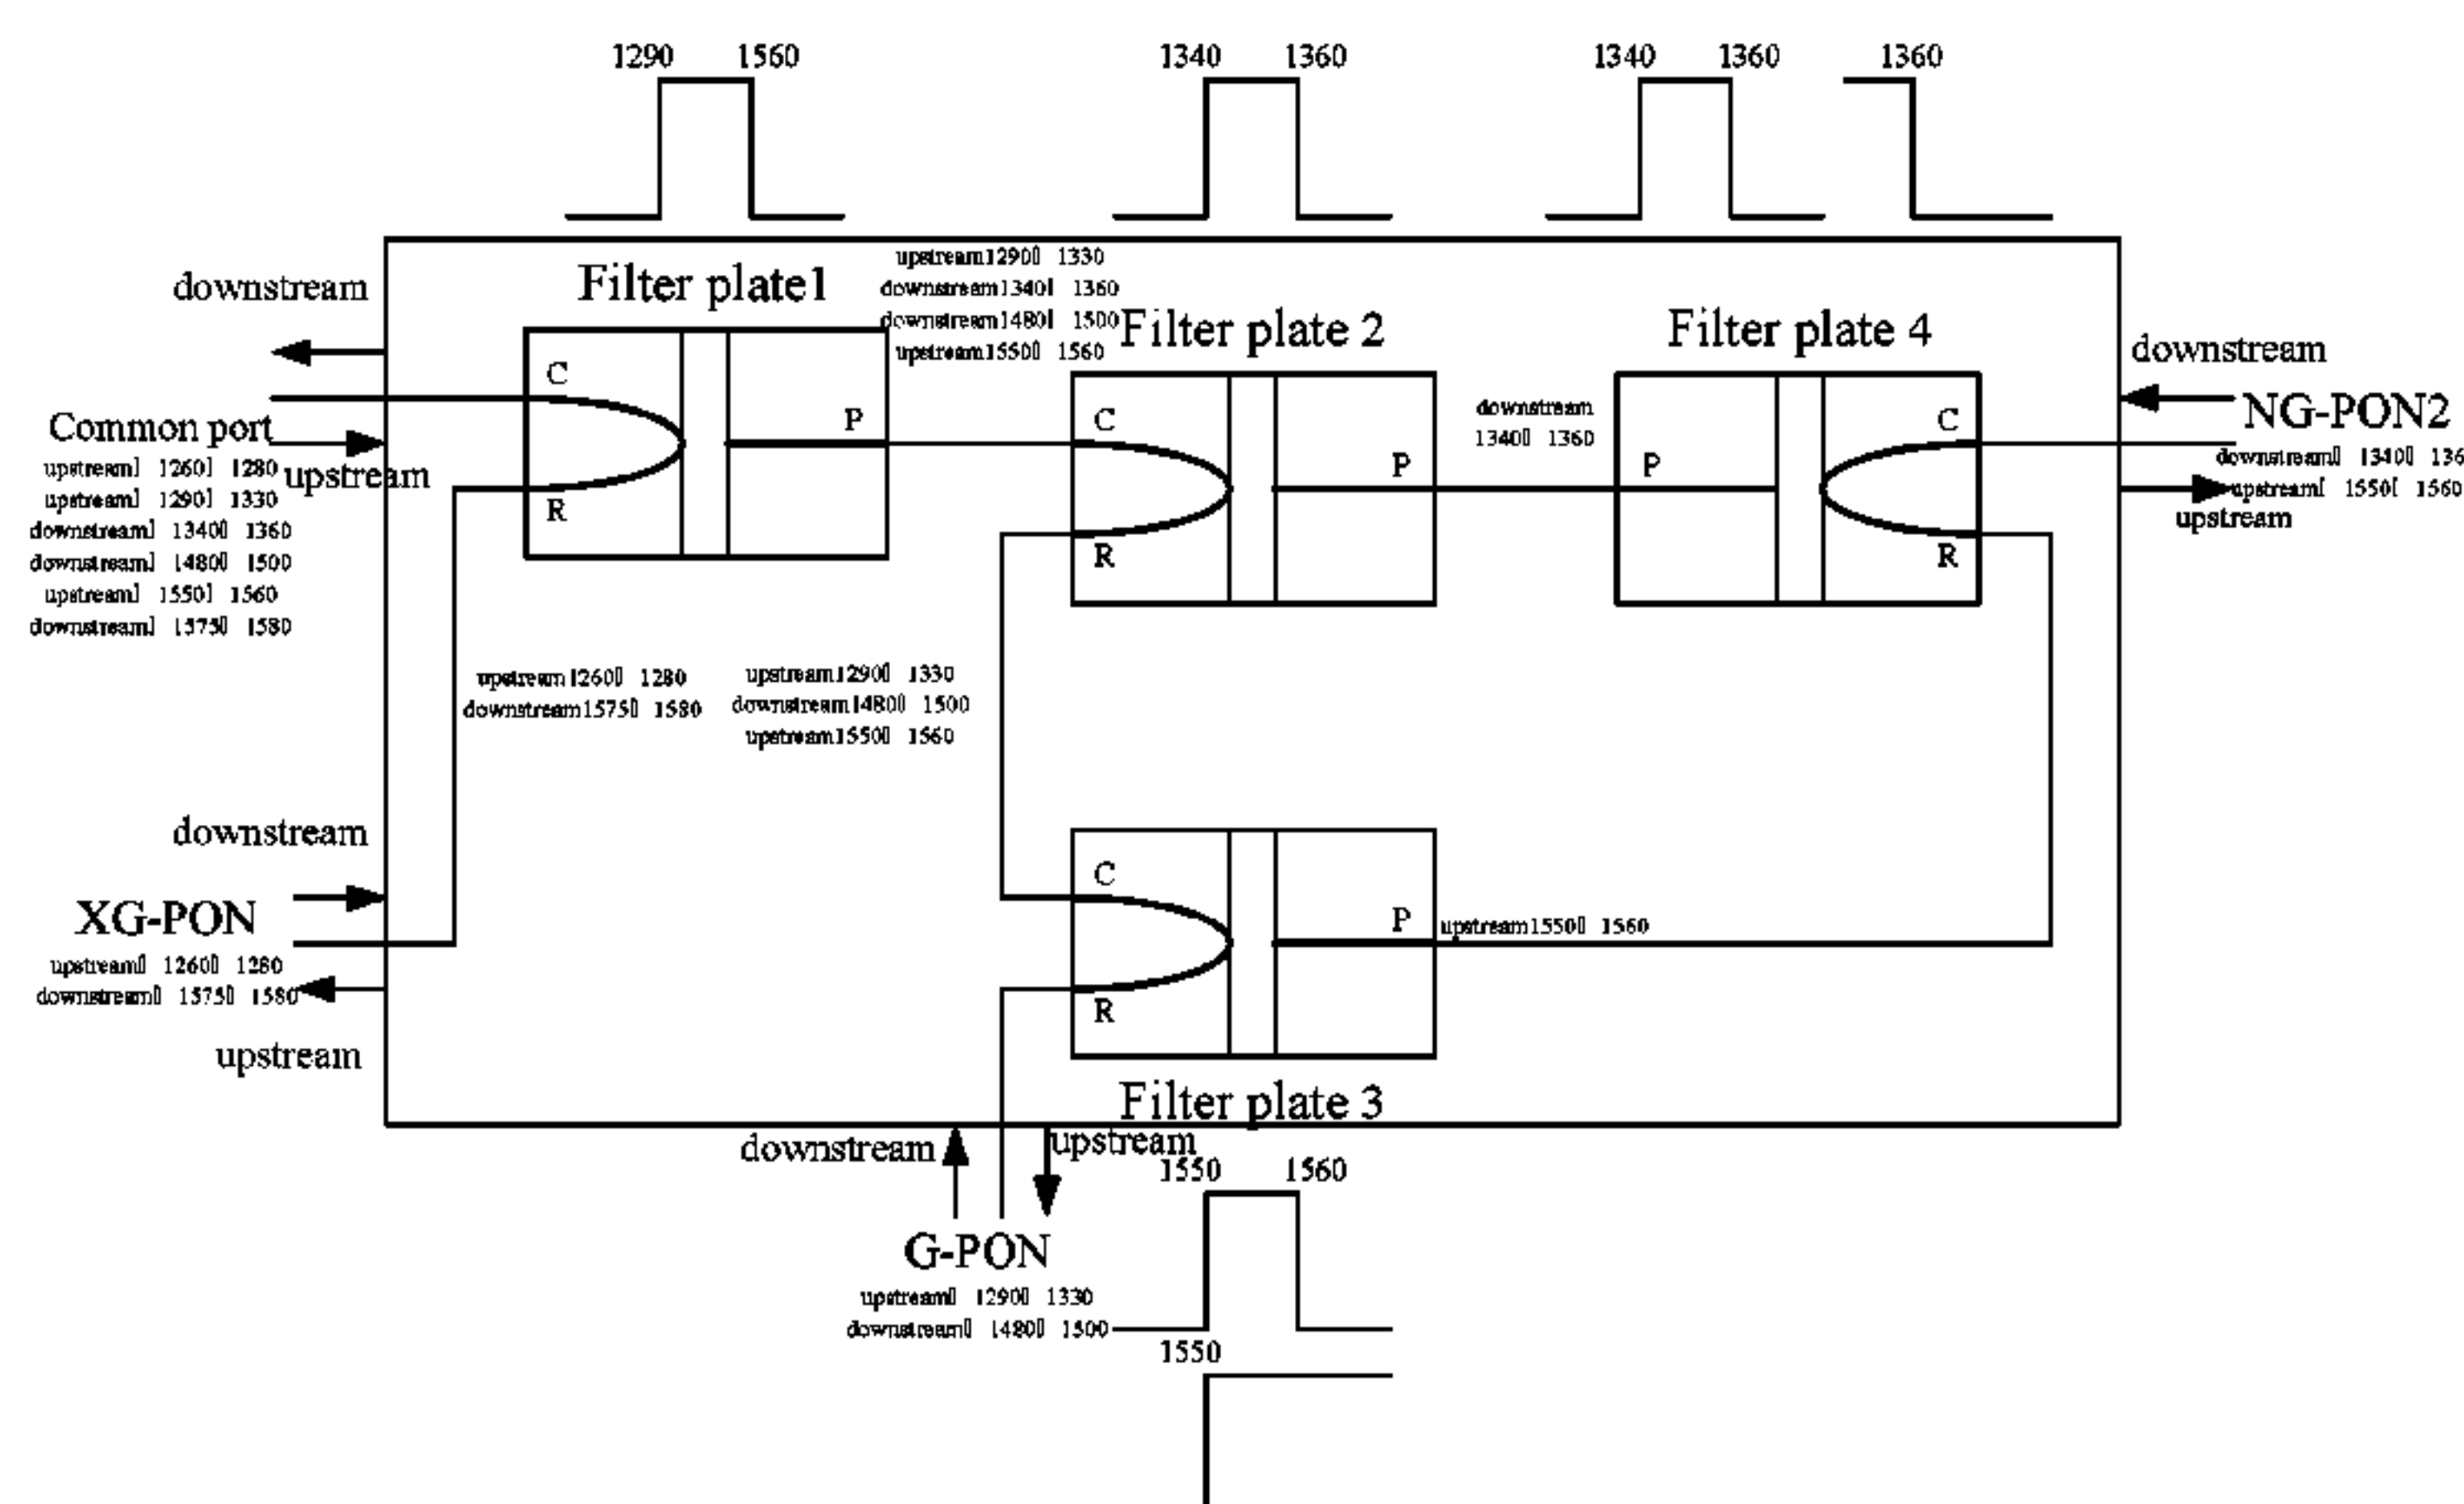 1290 1560
1340 1360
1340 1360
1360
downstream
Filter plate1
upstream1290 1330
downstream1340 1360
downstream1480 1500
upstream1550 1560
Filter plate 2
Filter plate 4
downstream
C
P
R
Common port
upstream
upstream 1260 1280
upstream 1290 1330
downstream 1340 1360
downstream 1480 1500
upstream 1550 1560
downstream 1575 1580
C
P
R
downstream
1340 1360
P
C
R
NG-PON2
downstream 1340 136
upstream 1550 1560
upstream
upstream1260 1280
downstream1575 1580
upstream1290 1330
downstream1480 1500
upstream1550 1560
downstream
XG-PON
upstream 1260 1280
downstream 1575 1580
upstream
C
P
R
upstream1550 1560
Filter plate 3
downstream
upstream
G-PON
upstream 1290 1330
downstream 1480 1500
1550 1560
1550